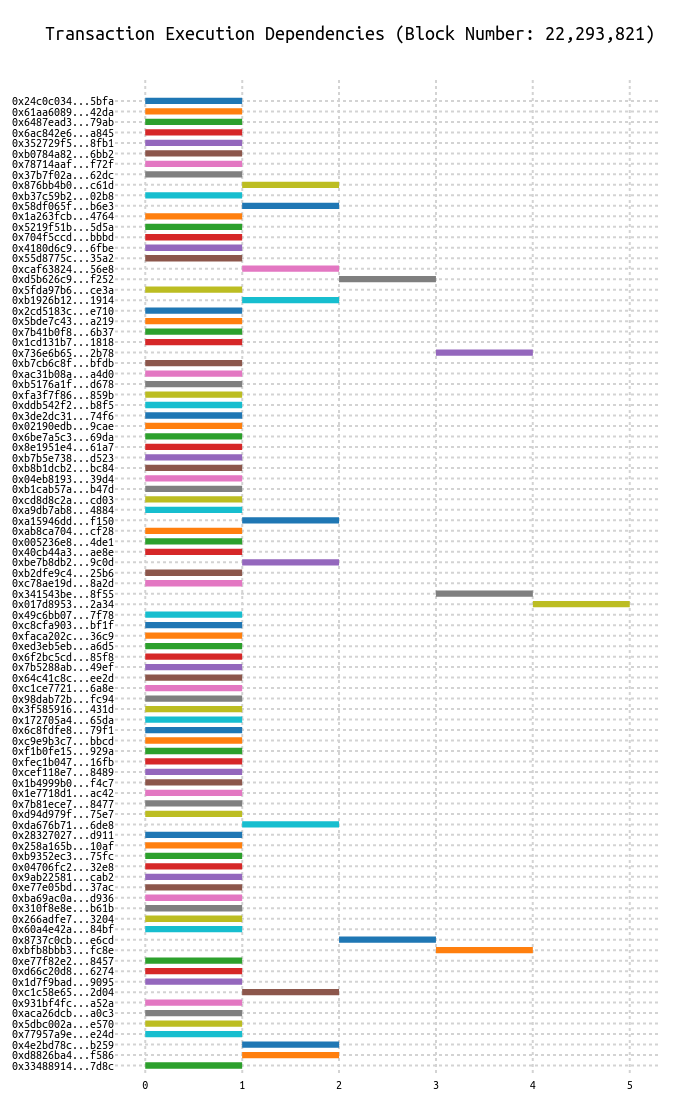 Transaction Execution Dependencies (Block Number: 22,293,821)
0x24c0c034...5bfa
0x61aa6089...42da
0x6487ead3...79ab
0x6ac842e6...a845
0x352729f5...8fb1
0xb0784a82...6bb2
0x78714aaf...f72f
0x37b7f02a...62dc
0x876bb4b0...c61d
0xb37c59b2...02b8
0x58df065f...b6e3
0x1a263fcb...4764
0x5219f51b...5d5a
0x704f5ccd...bbbd
0x4180d6c9...6fbe
0x55d8775c...35a2
0xcaf63824...56e8
0xd5b626c9...f252
0x5fda97b6...ce3a
0xb1926b12...1914
0x2cd5183c...e710
0x5bde7c43...a219
0x7b41b0f8...6b37
0x1cd131b7...1818
0x736e6b65...2b78
0xb7cb6c8f...bfdb
0xac31b08a...a4d0
0xb5176a1f...d678
0xfa3f7f86...859b
0xddb542f2...b8f5
0x3de2dc31...74f6
0x02190edb...9cae
0x6be7a5c3...69da
0x8e1951e4...61a7
0xb7b5e738...d523
0xb8b1dcb2...bc84
0x04eb8193...39d4
0xb1cab57a...b47d
0xcd8d8c2a...cd03
0xa9db7ab8...4884
0xa15946dd...f150
0xab8ca704...cf28
0x005236e8...4de1
0x40cb44a3...ae8e
0xbe7b8db2...9c0d
0xb2dfe9c4...25b6
0xc78ae19d...8a2d
0x341543be...8f55
0x017d8953...2a34
0x49c6bb07...7f78
0xc8cfa903...bf1f
0xfaca202c...36c9
0xed3eb5eb...a6d5
0x6f2bc5cd...85f8
0x7b5288ab...49ef
0x64c41c8c...ee2d
0xc1ce7721...6a8e
0x98dab72b...fc94
0x3f585916...431d
0x172705a4...65da
0x6c8fdfe8...79f1
0xc9e9b3c7...bbcd
0xf1b0fe15...929a
0xfec1b047...16fb
0xcef118e7...8489
0x1b4999b0...f4c7
0x1e7718d1...ac42
0x7b81ece7...8477
0xd94d979f...75e7
0xda676b71...6de8
0x28327027...d911
0x258a165b...10af
0xb9352ec3...75fc
0x04706fc2...32e8
0x9ab22581...cab2
0xe77e05bd...37ac
0xba69ac0a...d936
0x310f8e8e...b61b
0x266adfe7...3204
0x60a4e42a...84bf
0x8737c0cb...e6cd
0xbfb8bbb3...fc8e
0xe77f82e2...8457
0xd66c20d8...6274
0x1d7f9bad...9095
0xc1c58e65...2d04
0x931bf4fc...a52a
0xaca26dcb...a0c3
0x5dbc002a...e570
0x77957a9e...e24d
0x4e2bd78c...b259
0xd8826ba4...f586
0x33488914...7d8c
0 1 2 3 4 5